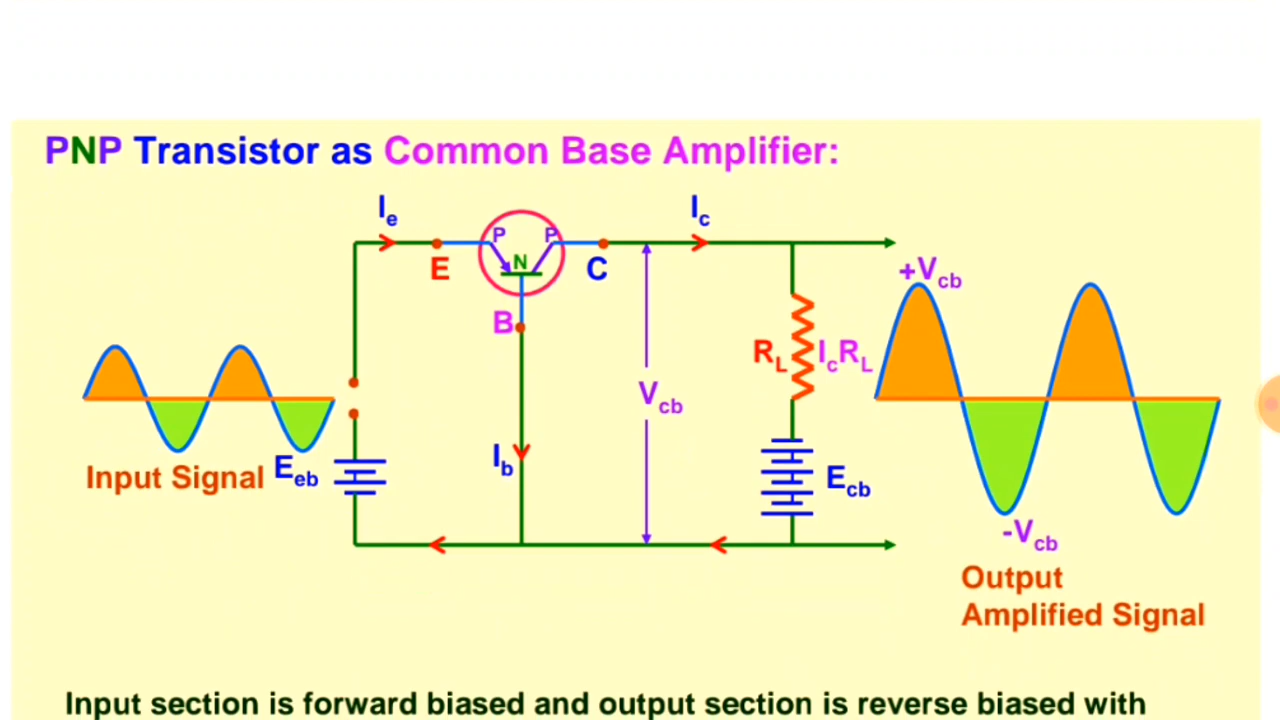 PNP Transistor as Common Base Amplifier:
Ie
Ic
P
P
N
E
C
B
+Vcb
RL
IcRL
Vcb
Ib
Input Signal
Eeb
Ecb
-Vcb
Output
Amplified Signal
Input section is forward biased and output section is reverse biased with